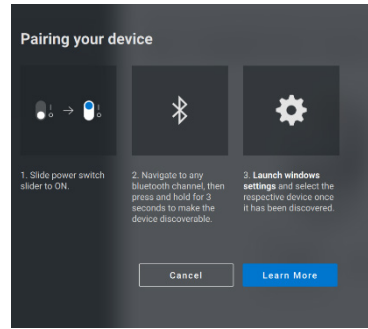 Pairing your device
1. Slide power switch
slider to ON.
2. Navigate to any
bluetooth channel, then
press and hold for 3
seconds to make the
device discoverable.
3. Launch windows
settings and select the
respective device once
it has been discovered.
Cancel
Learn More